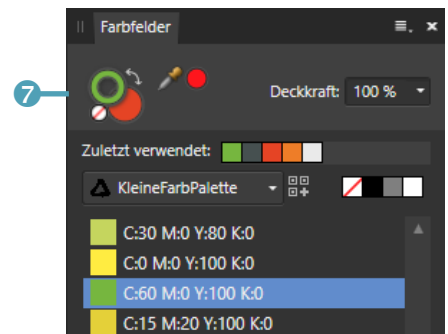 Farbfelder
7
Deckkraft: 100 %
Zuletzt verwendet:
KleineFarbPalette
C:30 M:0 Y:80 K:0
C:0 M:0 Y:100 K:0
C:60 M:0 Y:100 K:0
C:15 M:20 Y:100 K:0